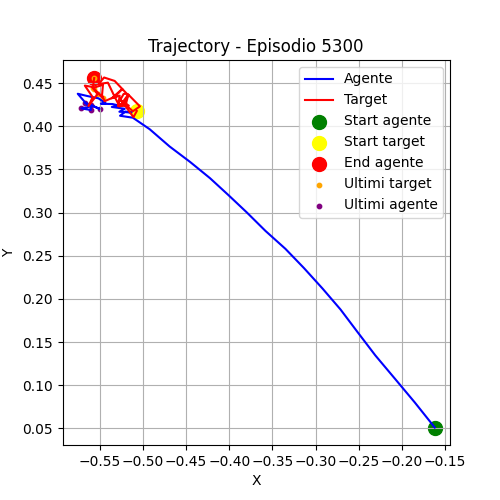 Trajectory - Episodio 5300
Agente
Target
Start agente
Start target
End agente
Ultimi target
Ultimi agente
Y
0.45
0.40
0.35
0.30
0.25
0.20
0.15
0.10
0.05
−0.55 −0.50 −0.45 −0.40 −0.35 −0.30 −0.25 −0.20 −0.15
X